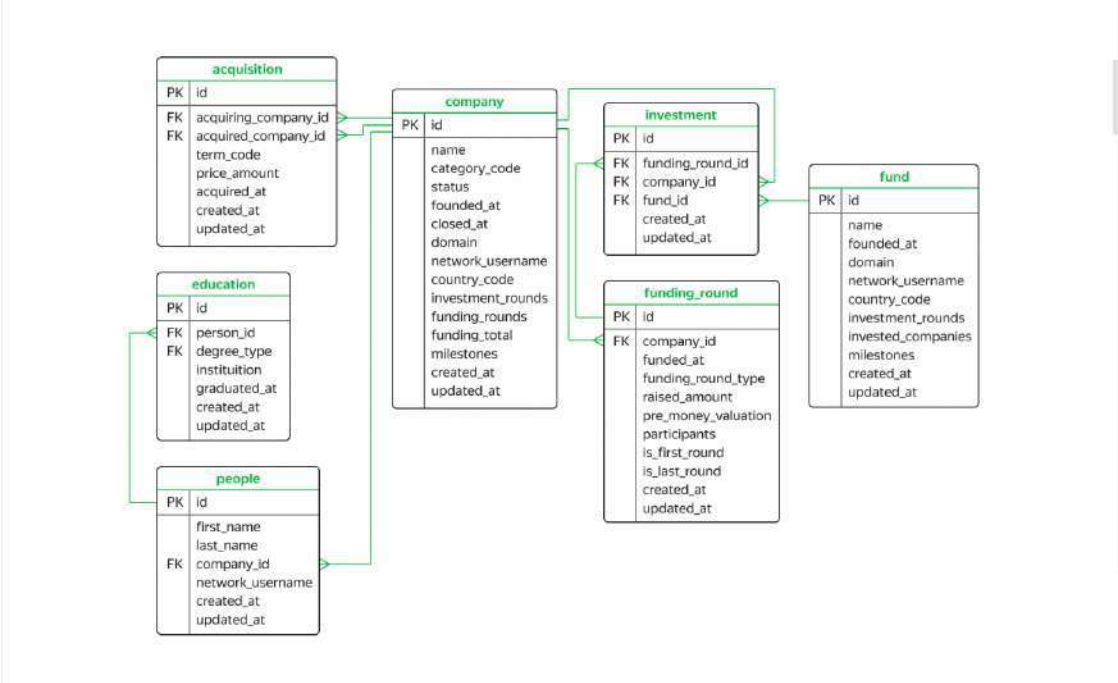 acquisition
PK id
FK acquiring_company_id
FK acquired_company_id
term_code
price_amount
acquired_at
created_at
updated_at
education
PK id
FK person_id
FK degree_type
instituition
graduated_at
created_at
updated_at
people
PK id
first_name
last_name
FK company_id
network_username
created_at
updated_at
company
PK id
name
category_code
status
founded_at
closed_at
domain
network_username
country_code
investment_rounds
funding_rounds
funding_total
milestones
created_at
updated_at
investment
PK id
FK funding_round_id
FK company_id
FK fund_id
created_at
updated_at
funding_round
PK id
FK company_id
funded_at
funding_round_type
raised_amount
pre_money_valuation
participants
is_first_round
is_last_round
created_at
updated_at
fund
PK id
name
founded_at
domain
network_username
country_code
investment_rounds
invested_companies
milestones
created_at
updated_at